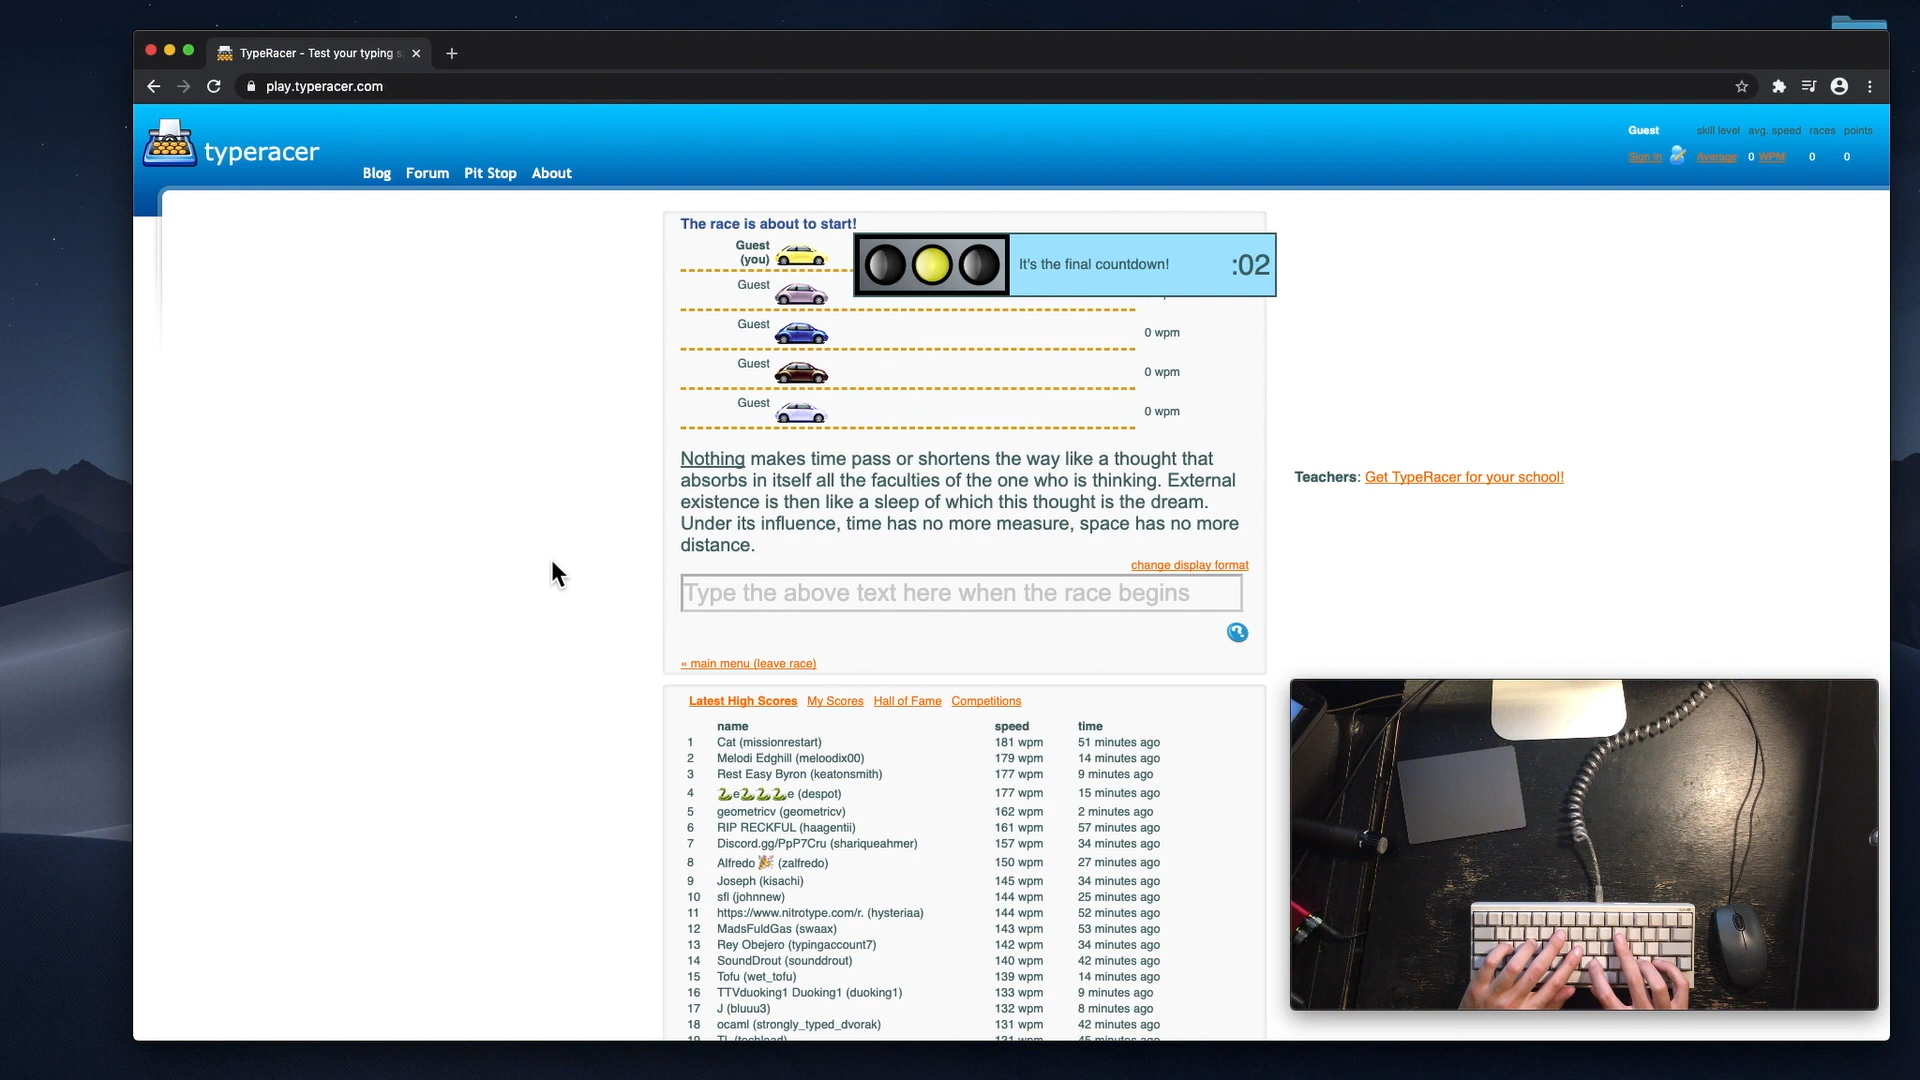 TypeRacer - Test your typing s
play.typeracer.com
typeracer
Blog Forum Pit Stop About
Guest skill level avg. speed races points
Sign in Average 0 WPM 0 0
The race is about to start!
Guest
(you)
It's the final countdown! :02
Guest
Guest 0 wpm
Guest 0 wpm
Guest 0 wpm
Nothing makes time pass or shortens the way like a thought that
absorbs in itself all the faculties of the one who is thinking. External
existence is then like a sleep of which this thought is the dream.
Under its influence, time has no more measure, space has no more
distance.
change display format
Type the above text here when the race begins
« main menu (leave race)
Teachers: Get TypeRacer for your school!
Latest High Scores My Scores Hall of Fame Competitions
name speed time
1 Cat (missionrestart) 181 wpm 51 minutes ago
2 Melodi Edghill (meloodix00) 179 wpm 14 minutes ago
3 Rest Easy Byron (keatonsmith) 177 wpm 9 minutes ago
4 🐍e🐍🐍🐍e (despot) 177 wpm 15 minutes ago
5 geometricv (geometricv) 162 wpm 2 minutes ago
6 RIP RECKFUL (haagentii) 161 wpm 57 minutes ago
7 Discord.gg/PpP7Cru (shariqueahmer) 157 wpm 34 minutes ago
8 Alfredo 🎉 (zalfredo) 150 wpm 27 minutes ago
9 Joseph (kisachi) 145 wpm 34 minutes ago
10 sfl (johnnew) 144 wpm 25 minutes ago
11 https://www.nitrotype.com/r. (hysteriaa) 144 wpm 52 minutes ago
12 MadsFuldGas (swaax) 143 wpm 53 minutes ago
13 Rey Obejero (typingaccount7) 142 wpm 34 minutes ago
14 SoundDrout (sounddrout) 140 wpm 42 minutes ago
15 Tofu (wet_tofu) 139 wpm 14 minutes ago
16 TTVduoking1 Duoking1 (duoking1) 133 wpm 9 minutes ago
17 J (bluuu3) 132 wpm 8 minutes ago
18 ocaml (strongly_typed_dvorak) 131 wpm 42 minutes ago